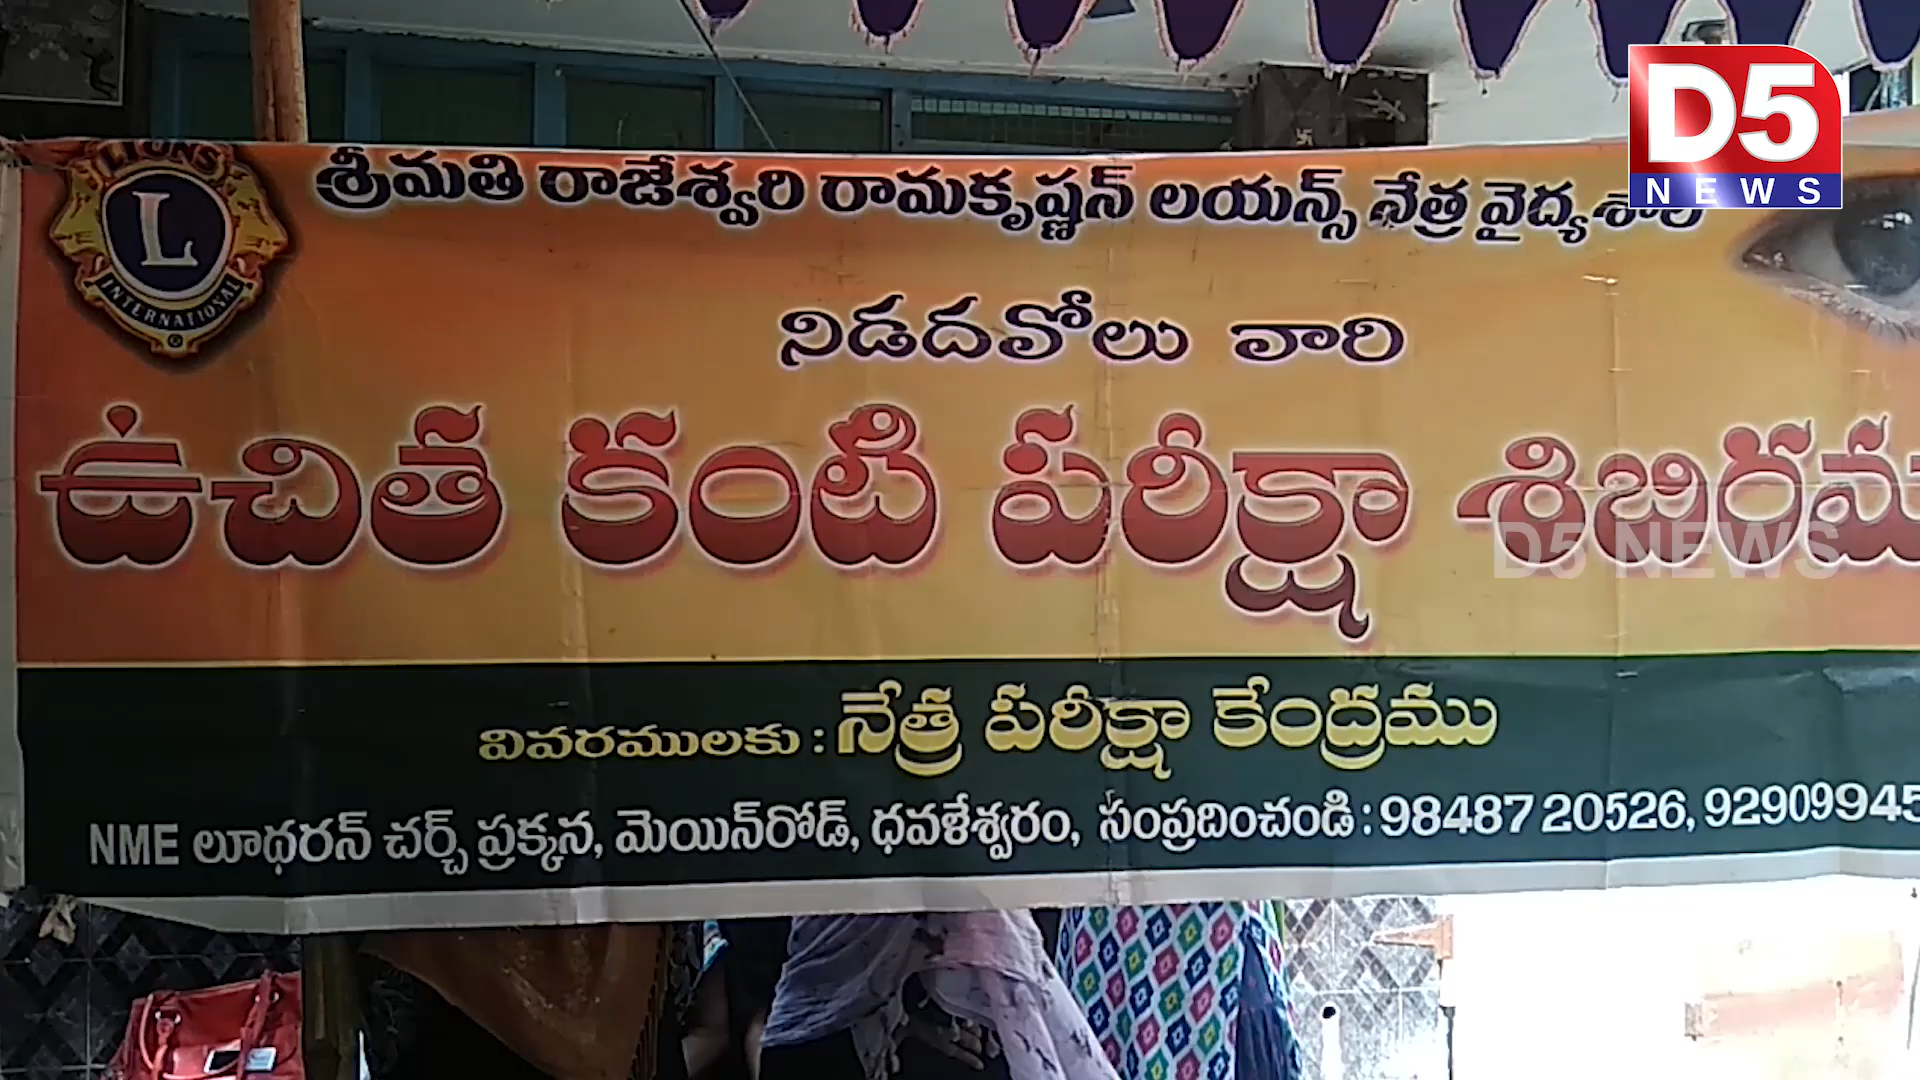 D5
NEWS
LIONS
L
INTERNATIONAL
శ్రీమతి రాజేశ్వరి రామకృష్ణన్ లయన్స్ నేత్ర వైద్యశాల
నిడదవోలు వారి
ఉచిత కంటి పరీక్షా శిబిరము
D5 NEWS
వివరములకు : నేత్ర పరీక్షా కేంద్రము
NME లూథరన్ చర్చ్ ప్రక్కన, మెయిన్‌రోడ్, ధవళేశ్వరం, సంప్రదించండి : 98487 20526, 92909945